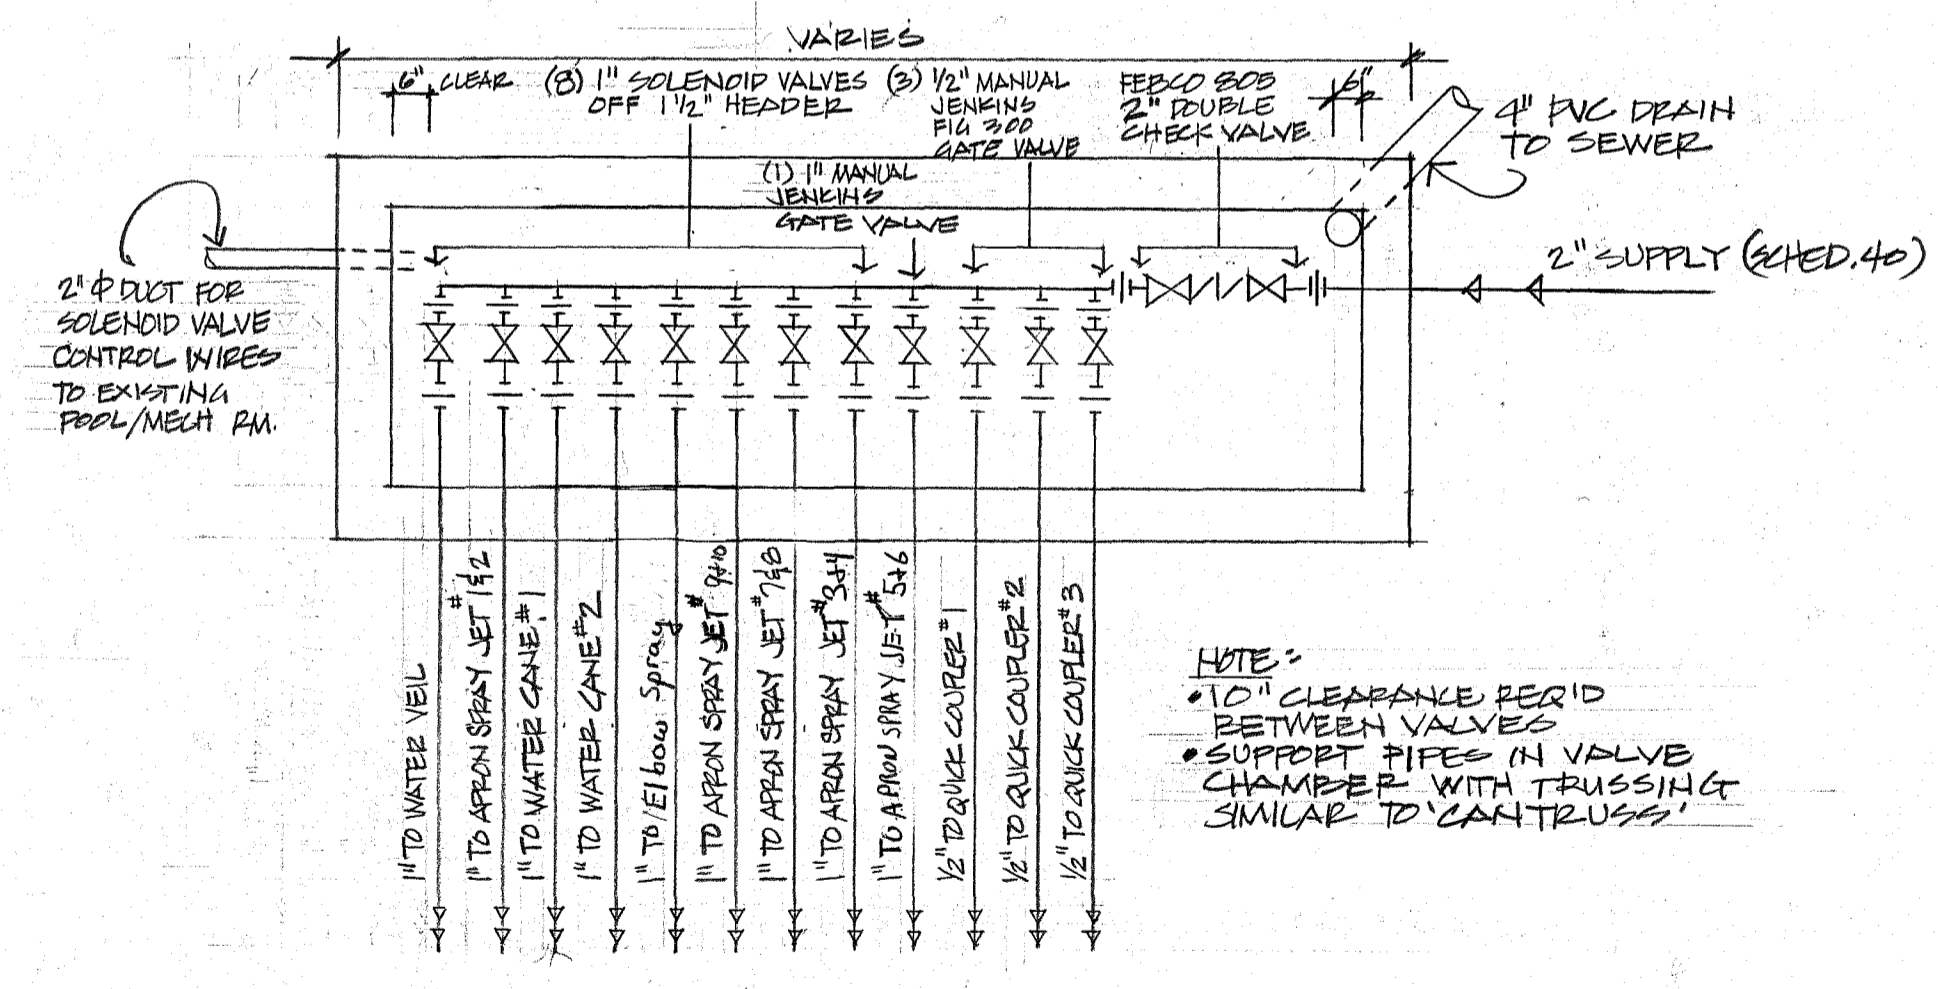 VARIES
6" CLEAR
(8) 1" SOLENOID VALVES
OFF 1 1/2" HEADER
(3) 1/2" MANUAL
JENKINS
FIG 300
GATE VALVE
FEBCO 805
2" DOUBLE
CHECK VALVE
6"
4" PVC DRAIN
TO SEWER
(1) 1" MANUAL
JENKINS
GATE VALVE
2" SUPPLY (SCHED.40)
2" Φ DUCT FOR
SOLENOID VALVE
CONTROL WIRES
TO EXISTING
POOL/MECH RM.
1" TO WATER VEIL
1" TO APRON SPRAY JET # 1&2
1" TO WATER CANE #1
1" TO WATER CANE #2
1" TO/Elbow Spray
1" TO APRON SPRAY JET # 9+10
1" TO APRON SPRAY JET # 7&8
1" TO APRON SPRAY JET # 3+4
1" TO APRON SPRAY JET # 5+6
1/2" TO QUICK COUPLER #1
1/2" TO QUICK COUPLER #2
1/2" TO QUICK COUPLER #3
NOTE:
• 10" CLEARANCE REQ'D
BETWEEN VALVES
• SUPPORT PIPES IN VALVE
CHAMBER WITH TRUSSING
SIMILAR TO 'CANTRUSS'